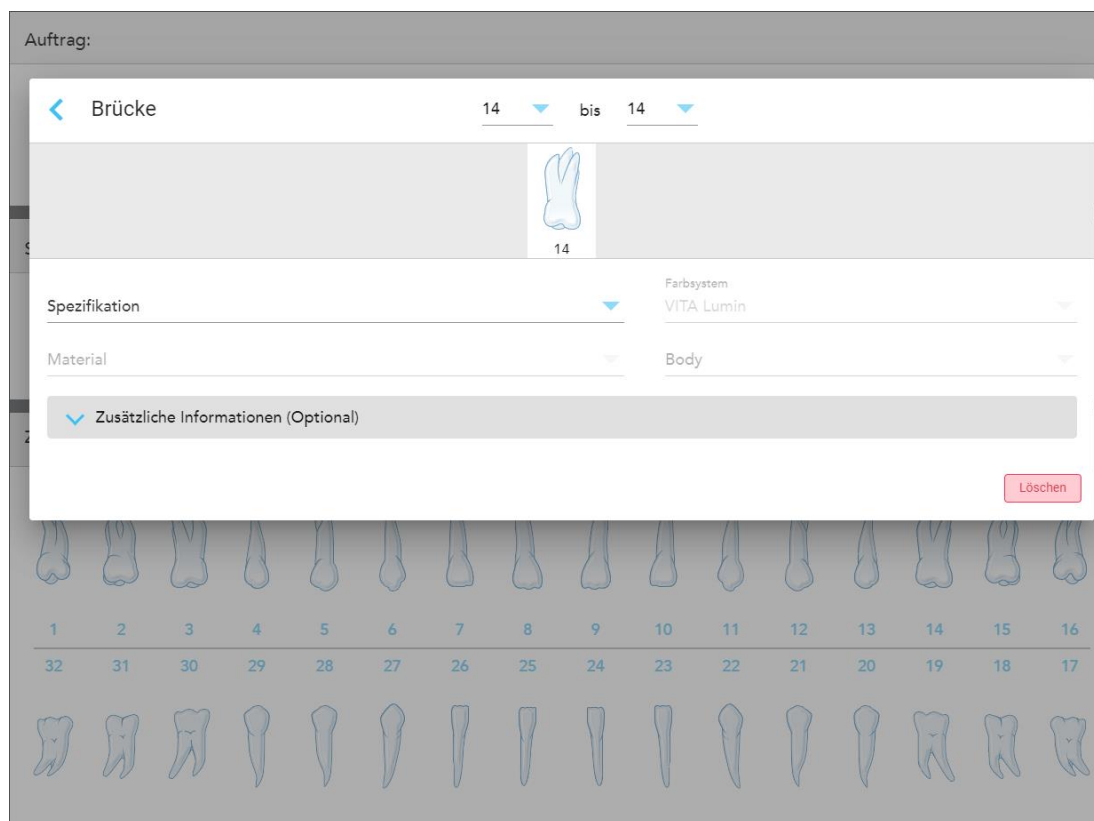 Auftrag:
Brücke 14 bis 14
14
Spezifikation
Farbsystem
VITA Lumin
Material
Body
Zusätzliche Informationen (Optional)
Löschen
1 2 3 4 5 6 7 8 9 10 11 12 13 14 15 16
32 31 30 29 28 27 26 25 24 23 22 21 20 19 18 17